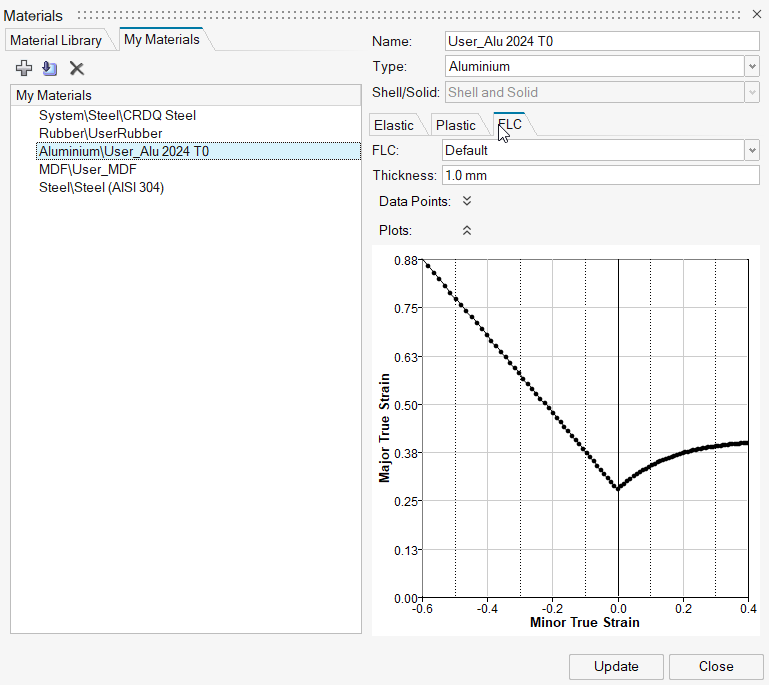 Materials
Material Library
My Materials
My Materials
System\Steel\CRDQ Steel
Rubber\UserRubber
Aluminium\User_Alu 2024 T0
MDF\User_MDF
Steel\Steel (AISI 304)
Name: User_Alu 2024 T0
Type: Aluminium
Shell/Solid: Shell and Solid
Elastic
Plastic
FLC
FLC: Default
Thickness: 1.0 mm
Data Points:
Plots:
0.88
0.75
0.63
0.50
0.38
0.25
0.13
0.00
Major True Strain
-0.6 -0.4 -0.2 0.0 0.2 0.4
Minor True Strain
Update
Close